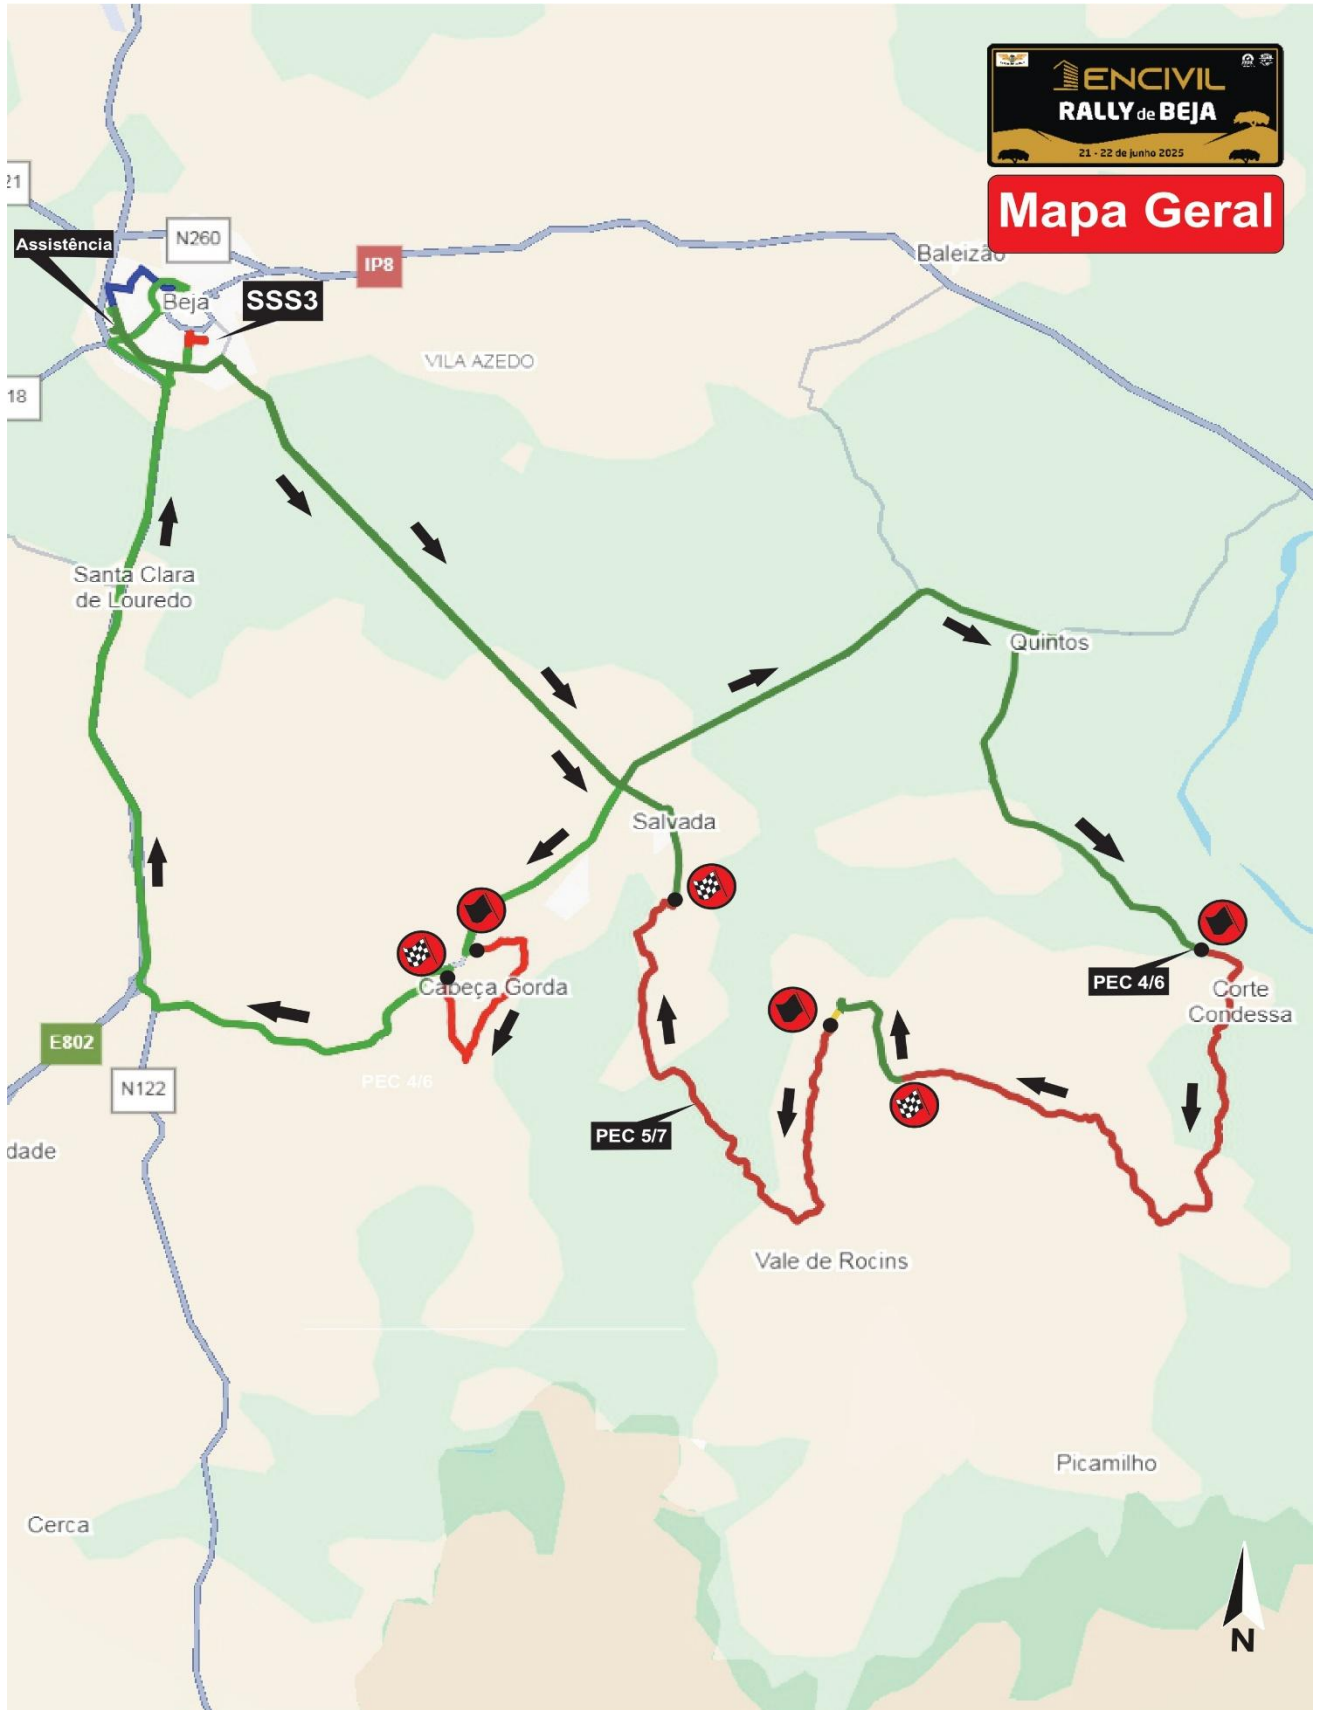 ENCIVIL
RALLY de BEJA
21 - 22 de junho 2025
Mapa Geral
21
N260
Assistência
IP8
Baleizão
Beja
SSS3
VILA AZEDO
18
Santa Clara
de Louredo
Quintos
Salvada
PEC 4/6
Cabeça Gorda
Corte
Condessa
E802
PEC 4/6
N122
PEC 5/7
dade
Vale de Rocins
Picamilho
Cerca
N